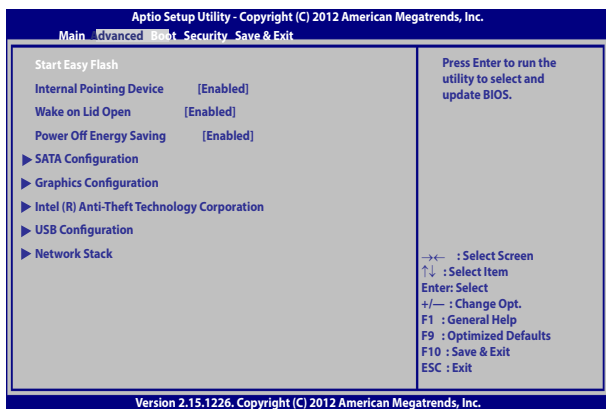 Aptio Setup Utility - Copyright (C) 2012 American Megatrends, Inc.
Main Advanced Boot Security Save & Exit
Start Easy Flash
Internal Pointing Device [Enabled]
Wake on Lid Open [Enabled]
Power Off Energy Saving [Enabled]
SATA Configuration
Graphics Configuration
Intel (R) Anti-Theft Technology Corporation
USB Configuration
Network Stack
Press Enter to run the
utility to select and
update BIOS.
→← : Select Screen
↑↓ : Select Item
Enter: Select
+/— : Change Opt.
F1 : General Help
F9 : Optimized Defaults
F10 : Save & Exit
ESC : Exit
Version 2.15.1226. Copyright (C) 2012 American Megatrends, Inc.